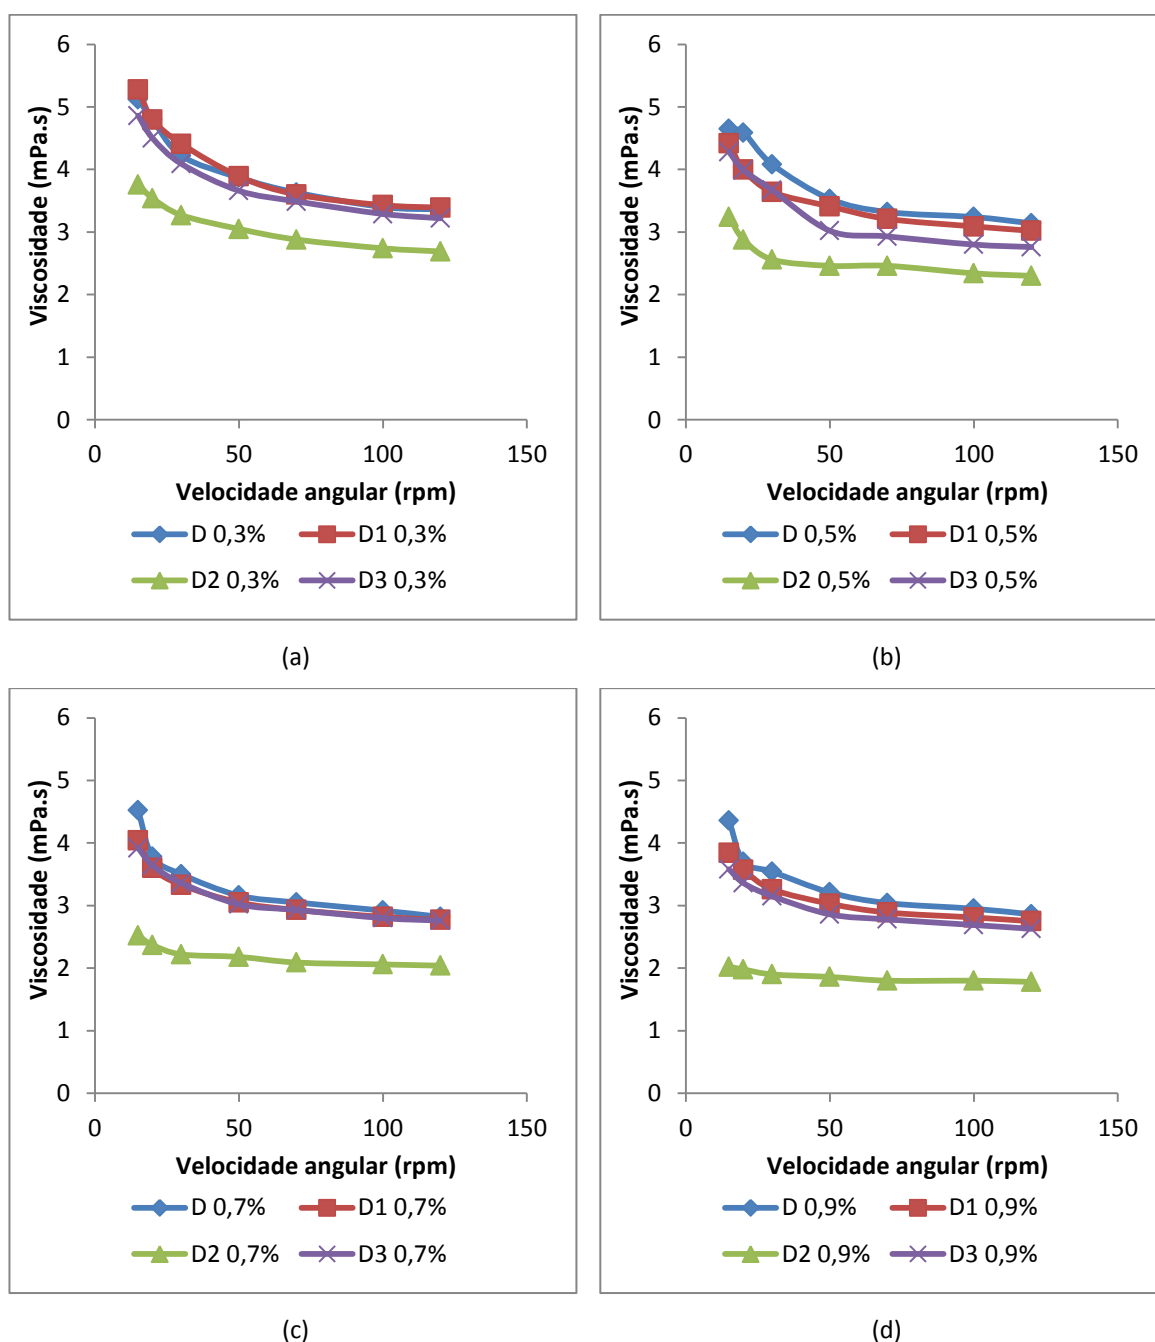 6
5
4
3
2
1
0
Viscosidade (mPa.s)
0 50 100 150
Velocidade angular (rpm)
D 0,3% D1 0,3%
D2 0,3% D3 0,3%
(a)
6
5
4
3
2
1
0
Viscosidade (mPa.s)
0 50 100 150
Velocidade angular (rpm)
D 0,5% D1 0,5%
D2 0,5% D3 0,5%
(b)
6
5
4
3
2
1
0
Viscosidade (mPa.s)
0 50 100 150
Velocidade angular (rpm)
D 0,7% D1 0,7%
D2 0,7% D3 0,7%
(c)
6
5
4
3
2
1
0
Viscosidade (mPa.s)
0 50 100 150
Velocidade angular (rpm)
D 0,9% D1 0,9%
D2 0,9% D3 0,9%
(d)